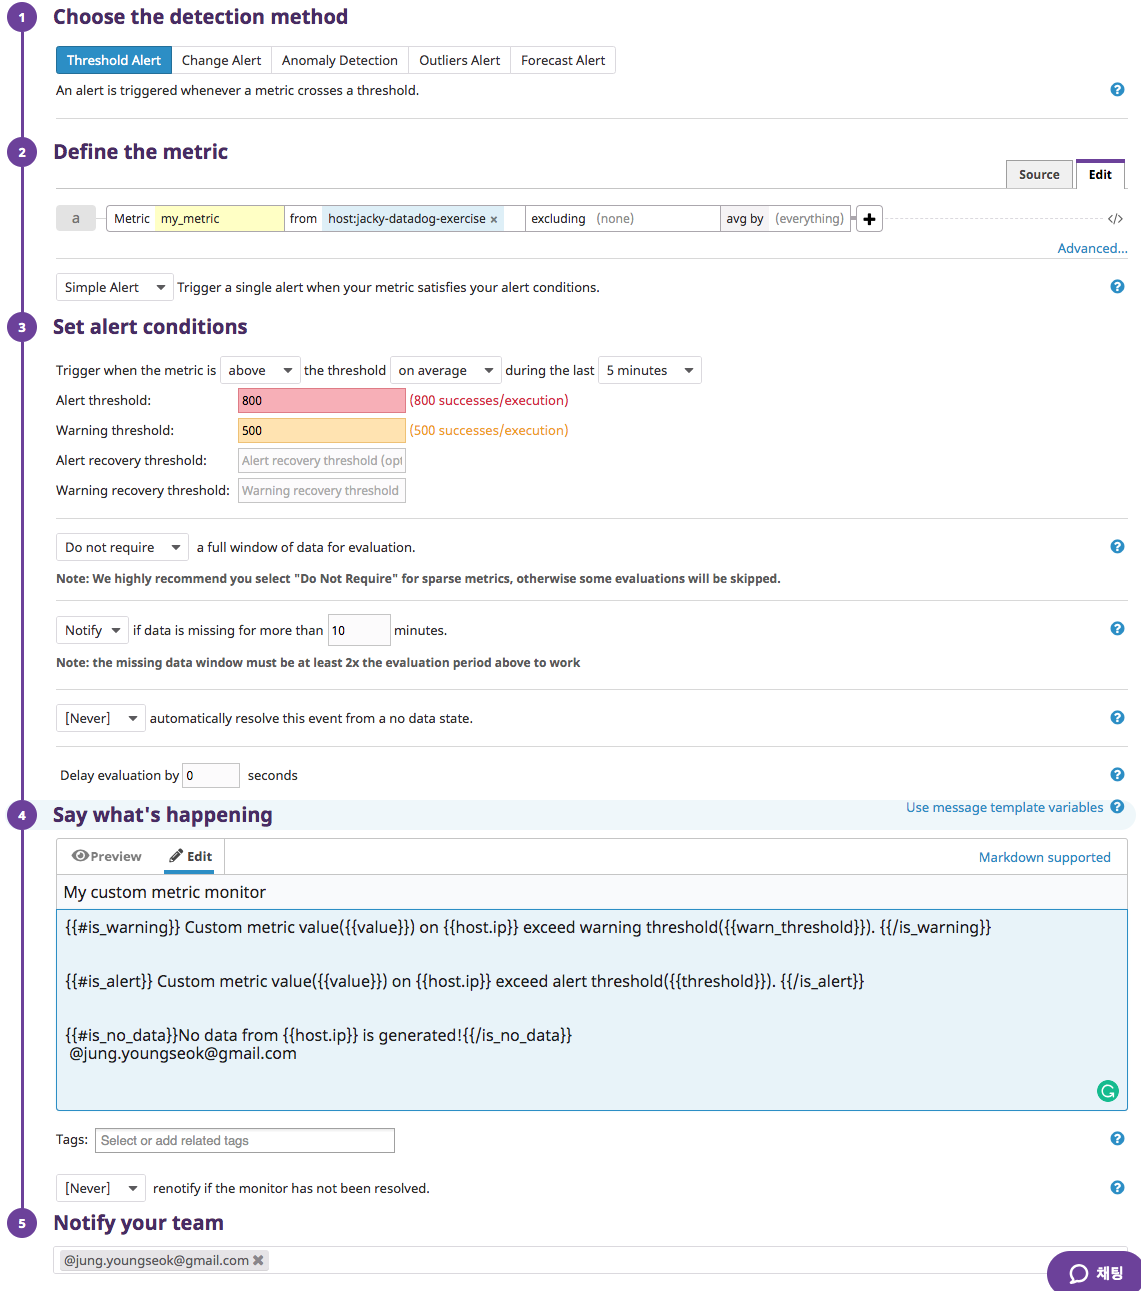 1 Choose the detection method
Threshold Alert Change Alert Anomaly Detection Outliers Alert Forecast Alert
An alert is triggered whenever a metric crosses a threshold. ?
2 Define the metric
Source Edit
a Metric my_metric from host:jacky-datadog-exercise × excluding (none) avg by (everything) + </>
Advanced...
Simple Alert Trigger a single alert when your metric satisfies your alert conditions. ?
3 Set alert conditions
Trigger when the metric is above the threshold on average during the last 5 minutes
Alert threshold: 800 (800 successes/execution)
Warning threshold: 500 (500 successes/execution)
Alert recovery threshold: Alert recovery threshold (opt
Warning recovery threshold: Warning recovery threshold
Do not require a full window of data for evaluation. ?
Note: We highly recommend you select "Do Not Require" for sparse metrics, otherwise some evaluations will be skipped.
Notify if data is missing for more than 10 minutes. ?
Note: the missing data window must be at least 2x the evaluation period above to work
[Never] automatically resolve this event from a no data state. ?
Delay evaluation by 0 seconds ?
4 Say what's happening Use message template variables ?
Preview Edit Markdown supported
My custom metric monitor
{{#is_warning}} Custom metric value({{value}}) on {{host.ip}} exceed warning threshold({{warn_threshold}}). {{/is_warning}}
{{#is_alert}} Custom metric value({{value}}) on {{host.ip}} exceed alert threshold({{threshold}}). {{/is_alert}}
{{#is_no_data}}No data from {{host.ip}} is generated!{{/is_no_data}}
@jung.youngseok@gmail.com
Tags: Select or add related tags ?
[Never] renotify if the monitor has not been resolved. ?
5 Notify your team
@jung.youngseok@gmail.com ✖
채팅